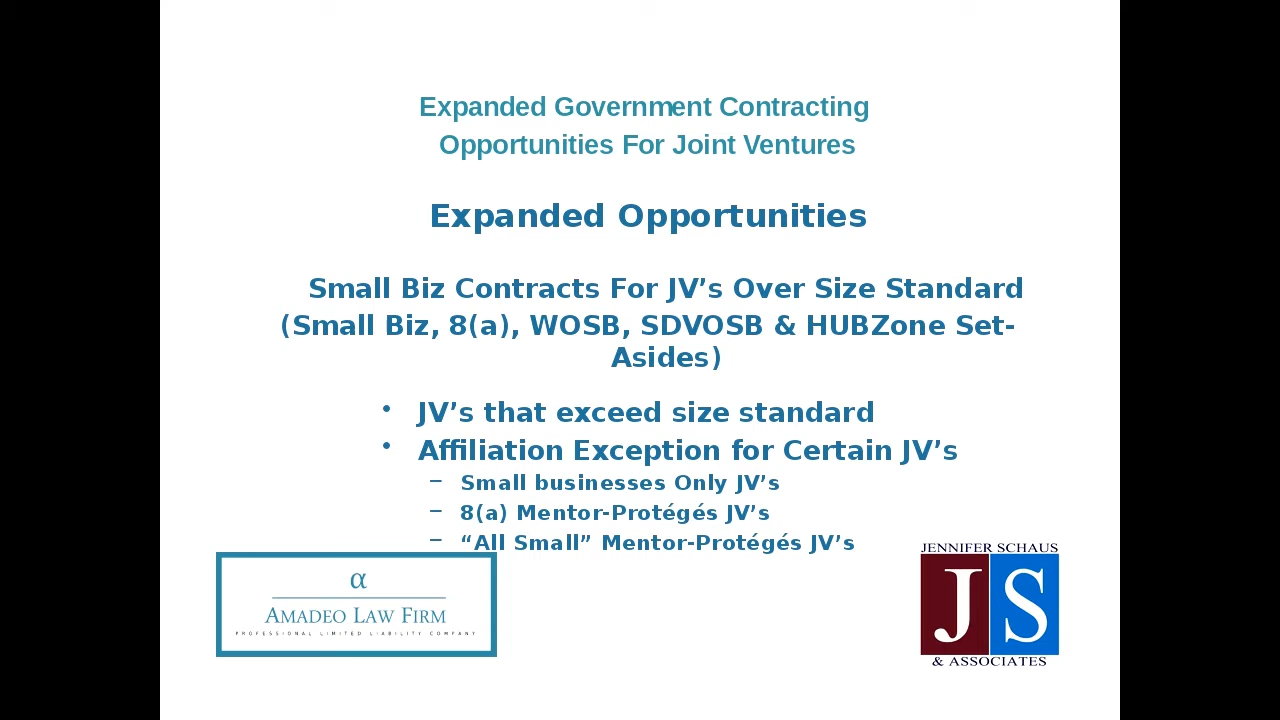 Expanded Government Contracting
Opportunities For Joint Ventures
Expanded Opportunities
Small Biz Contracts For JV’s Over Size Standard
(Small Biz, 8(a), WOSB, SDVOSB & HUBZone Set-
Asides)
• JV’s that exceed size standard
• Affiliation Exception for Certain JV’s
– Small businesses Only JV’s
– 8(a) Mentor-Protégés JV’s
– “All Small” Mentor-Protégés JV’s
α
AMADEO LAW FIRM
PROFESSIONAL LIMITED LIABILITY COMPANY
JENNIFER SCHAUS
JS
& ASSOCIATES